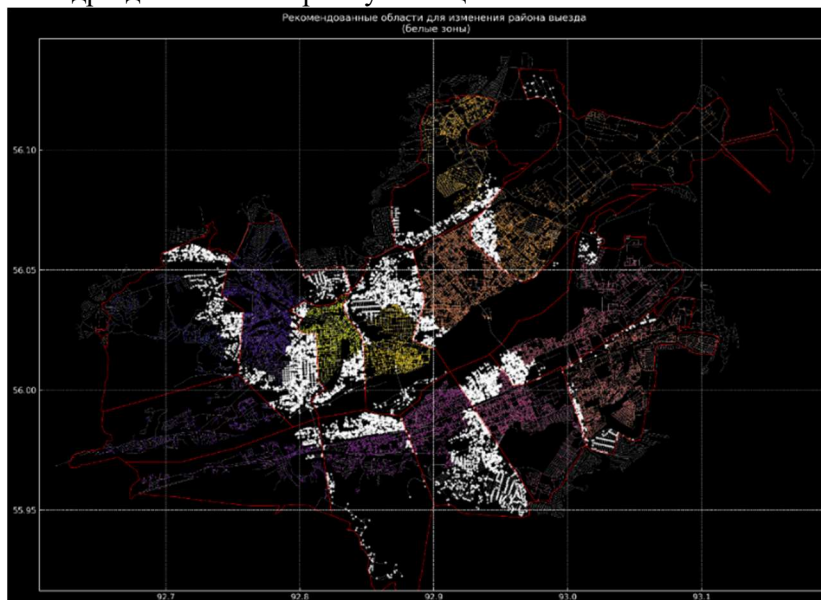 Рекомендованные области для изменения района выезда
(белые зоны)
56.10
56.05
56.00
55.95
92.7 92.8 92.9 93.0 93.1